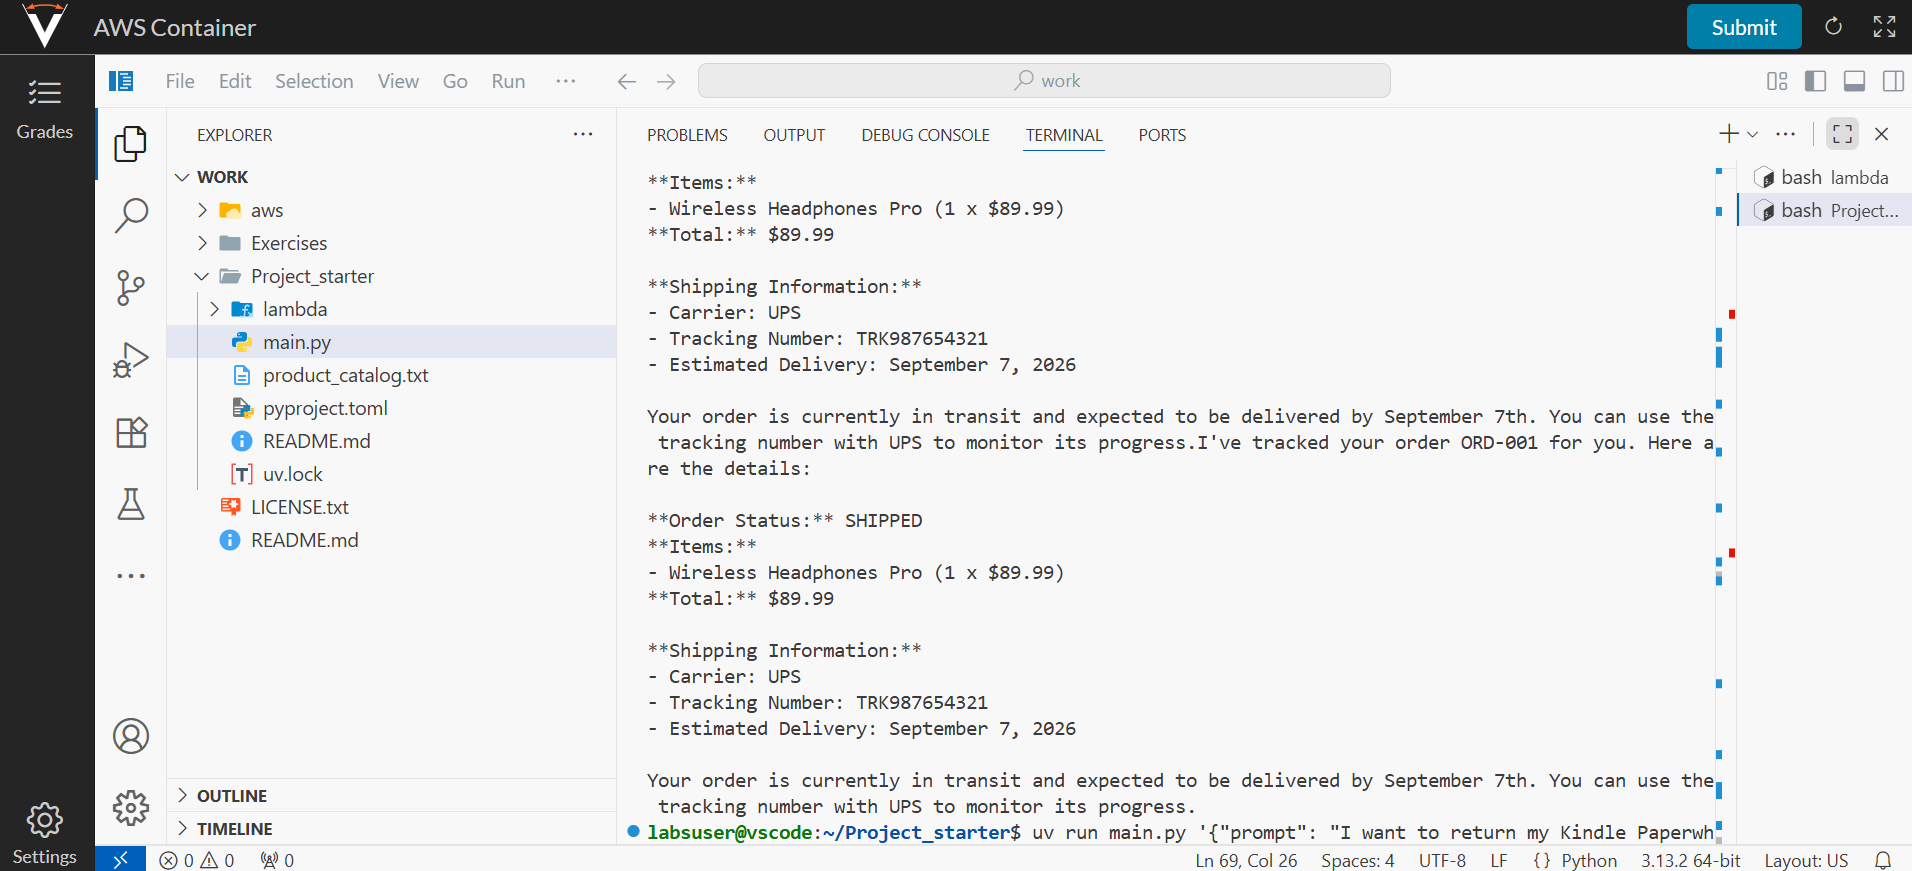 AWS Container
Submit
Grades
File Edit Selection View Go Run ...
work
EXPLORER
WORK
aws
Exercises
Project_starter
lambda
main.py
product_catalog.txt
pyproject.toml
README.md
uv.lock
LICENSE.txt
README.md
OUTLINE
TIMELINE
Settings
PROBLEMS OUTPUT DEBUG CONSOLE TERMINAL PORTS
**Items:**
- Wireless Headphones Pro (1 x $89.99)
**Total:** $89.99
**Shipping Information:**
- Carrier: UPS
- Tracking Number: TRK987654321
- Estimated Delivery: September 7, 2026
Your order is currently in transit and expected to be delivered by September 7th. You can use the
tracking number with UPS to monitor its progress.I've tracked your order ORD-001 for you. Here a
re the details:
**Order Status:** SHIPPED
**Items:**
- Wireless Headphones Pro (1 x $89.99)
**Total:** $89.99
**Shipping Information:**
- Carrier: UPS
- Tracking Number: TRK987654321
- Estimated Delivery: September 7, 2026
Your order is currently in transit and expected to be delivered by September 7th. You can use the
tracking number with UPS to monitor its progress.
labsuser@vscode:~/Project_starter$ uv run main.py '{"prompt": "I want to return my Kindle Paperwh
bash lambda
bash Project...
0 0 0
Ln 69, Col 26 Spaces: 4 UTF-8 LF {} Python 3.13.2 64-bit Layout: US